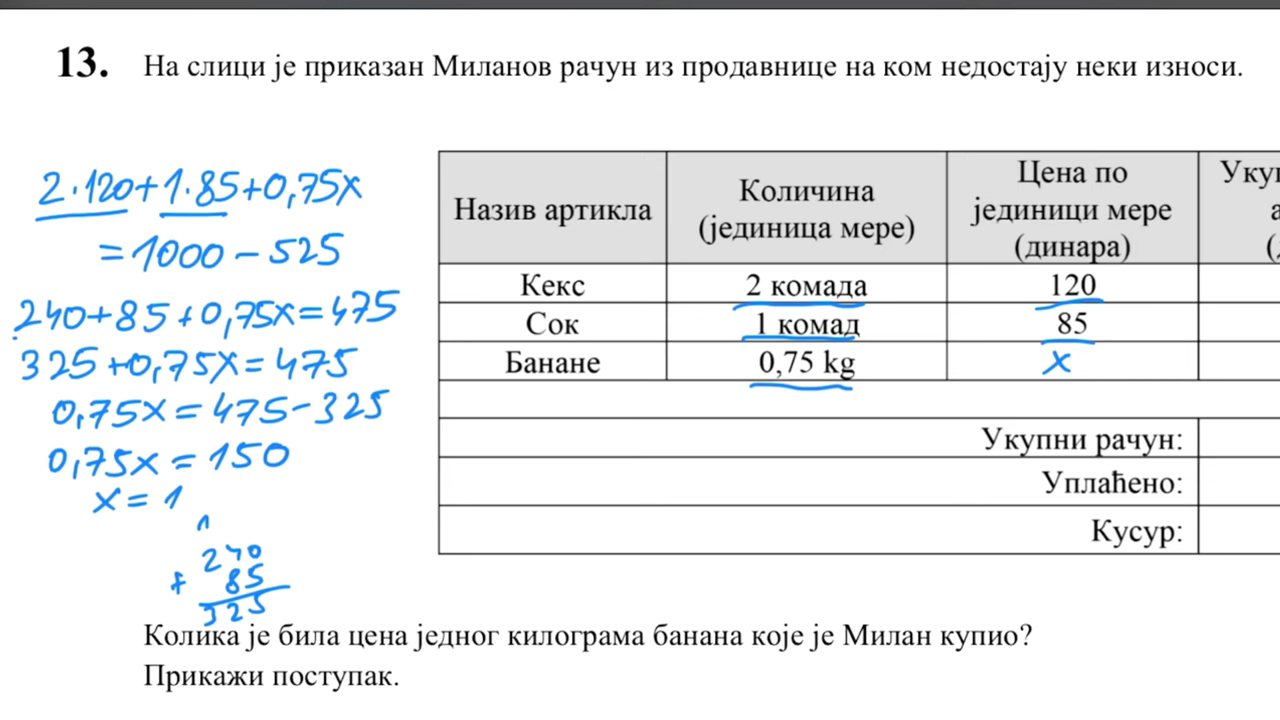 13. На слици је приказан Миланов рачун из продавнице на ком недостају неки износи.
2·120+1·85+0,75x
=1000-525
240+85+0,75x=475
325+0,75x=475
0,75x=475-325
0,75x=150
x=1
1
240
+ 85
325
Назив артикла
Количина
(јединица мере)
Цена по
јединици мере
(динара)
Кекс 2 комада 120
Сок 1 комад 85
Банане 0,75 kg x
Укупни рачун:
Уплаћено:
Кусур:
Колика је била цена једног килограма банана које је Милан купио?
Прикажи поступак.